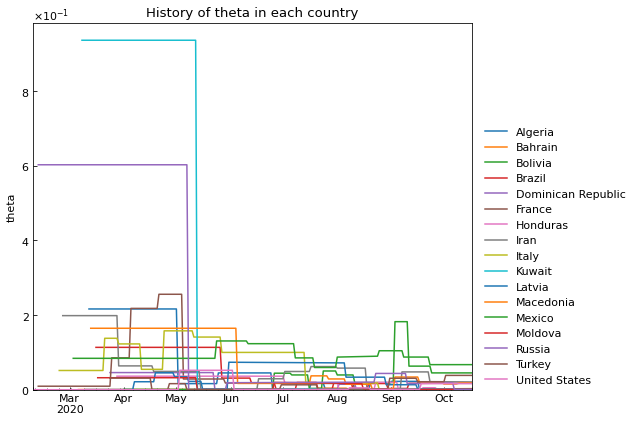 History of theta in each country
×10⁻¹
8
6
4
2
0
theta
Mar Apr May Jun Jul Aug Sep Oct
2020
Algeria
Bahrain
Bolivia
Brazil
Dominican Republic
France
Honduras
Iran
Italy
Kuwait
Latvia
Macedonia
Mexico
Moldova
Russia
Turkey
United States